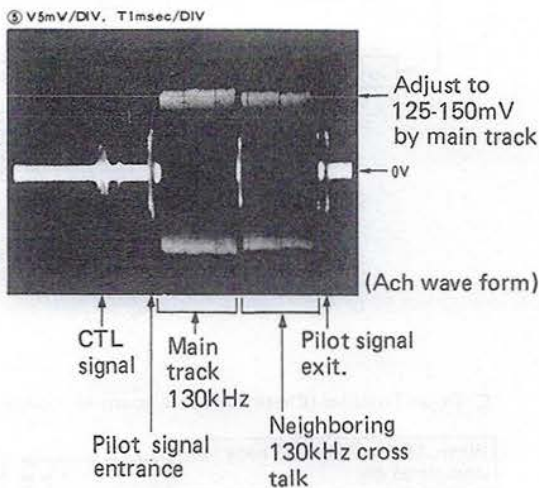 ⑤ V5mV/DIV. T1msec/DIV
Adjust to
125-150mV
by main track
0V
(Ach wave form)
CTL
signal
Main
track
130kHz
Pilot signal
exit.
Pilot signal
entrance
Neighboring
130kHz cross
talk